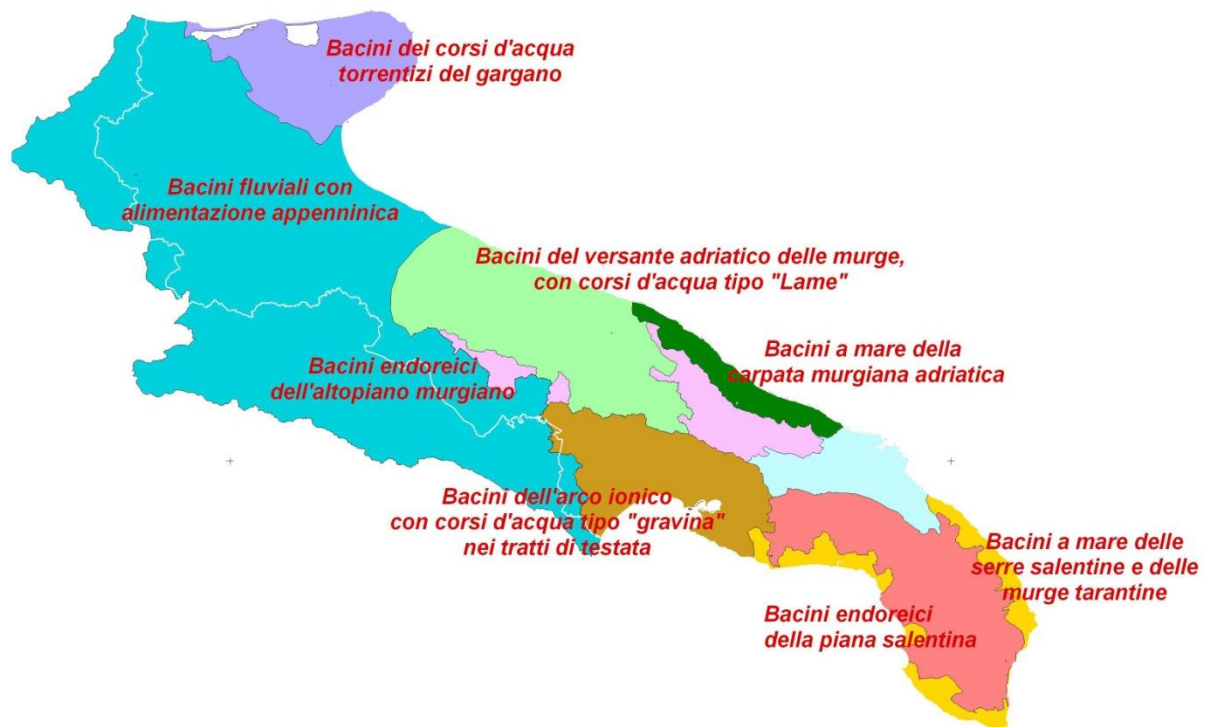 Bacini dei corsi d'acqua
torrentizi del gargano
Bacini fluviali con
alimentazione appenninica
Bacini del versante adriatico delle murge,
con corsi d'acqua tipo "Lame"
Bacini a mare della
carpata murgiana adriatica
Bacini endoreici
dell'altopiano murgiano
Bacini dell'arco ionico
con corsi d'acqua tipo "gravina"
nei tratti di testata
Bacini a mare delle
serre salentine e delle
murge tarantine
Bacini endoreici
della piana salentina